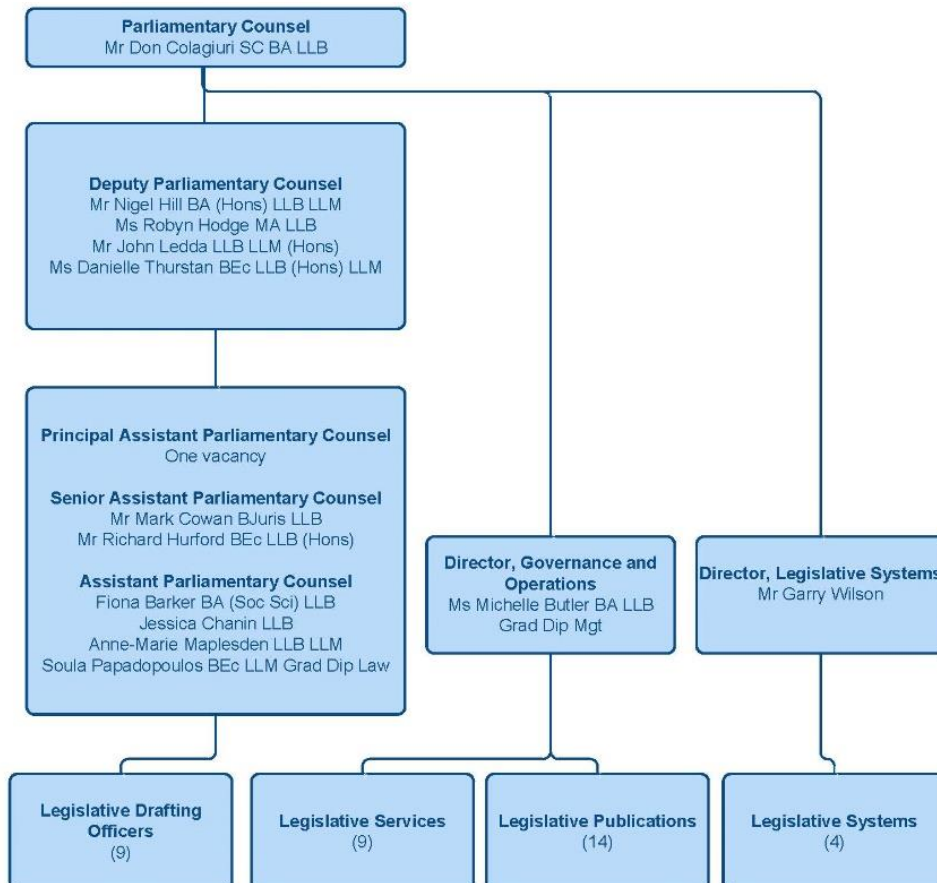 Parliamentary Counsel
Mr Don Colagiuri SC BA LLB
Deputy Parliamentary Counsel
Mr Nigel Hill BA (Hons) LLB LLM
Ms Robyn Hodge MA LLB
Mr John Ledda LLB LLM (Hons)
Ms Danielle Thurstan BEc LLB (Hons) LLM
Principal Assistant Parliamentary Counsel
One vacancy
Senior Assistant Parliamentary Counsel
Mr Mark Cowan BJuris LLB
Mr Richard Hurford BEc LLB (Hons)
Assistant Parliamentary Counsel
Fiona Barker BA (Soc Sci) LLB
Jessica Chanin LLB
Anne-Marie Maplesden LLB LLM
Soula Papadopoulos BEc LLM Grad Dip Law
Director, Governance and
Operations
Ms Michelle Butler BA LLB
Grad Dip Mgt
Director, Legislative Systems
Mr Garry Wilson
Legislative Drafting
Officers
(9)
Legislative Services
(9)
Legislative Publications
(14)
Legislative Systems
(4)